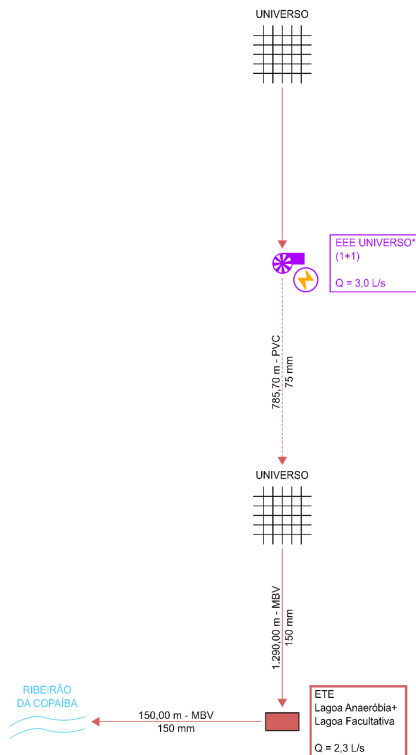 UNIVERSO
EEE UNIVERSO*
(1+1)
Q = 3,0 L/s
785,70 m - PVC
75 mm
UNIVERSO
1.290,00 m - MBV
150 mm
RIBEIRÃO
DA COPAÍBA
150,00 m - MBV
150 mm
ETE
Lagoa Anaeróbia+
Lagoa Facultativa
Q = 2,3 L/s